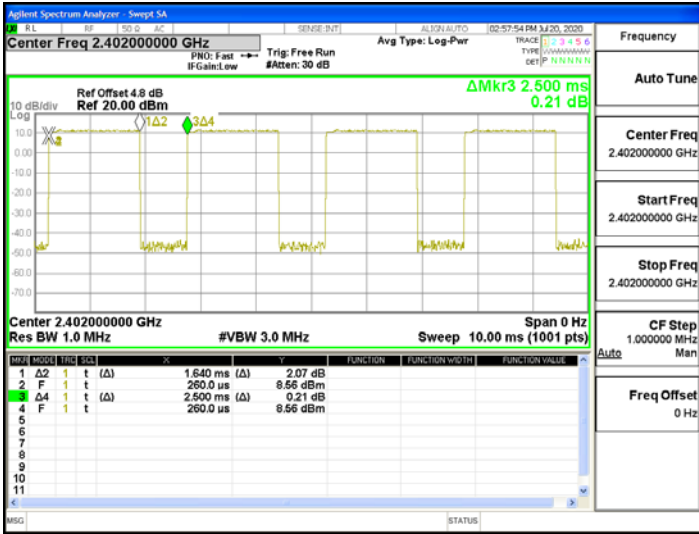 Agilent Spectrum Analyzer - Swept SA
RL RF 50 Ω AC SENSE:INT ALIGN AUTO 02:57:54 PM Jul 20, 2020
Center Freq 2.402000000 GHz
PNO: Fast
IFGain:Low
Trig: Free Run
#Atten: 30 dB
Avg Type: Log-Pwr
TRACE 1 2 3 4 5 6
TYPE
DET P N N N N N
Ref Offset 4.8 dB
Ref 20.00 dBm
10 dB/div
Log
ΔMkr3 2.500 ms
0.21 dB
1Δ2
3Δ4
10.0
0.00
-10.0
-20.0
-30.0
-40.0
-50.0
-60.0
-70.0
Center 2.402000000 GHz Span 0 Hz
Res BW 1.0 MHz #VBW 3.0 MHz Sweep 10.00 ms (1001 pts)
MKR MODE TRC SCL X Y FUNCTION FUNCTION WIDTH FUNCTION VALUE
1 Δ2 1 t (Δ) 1.640 ms (Δ) 2.07 dB
2 F 1 t 260.0 us 8.56 dBm
3 Δ4 1 t (Δ) 2.500 ms (Δ) 0.21 dB
4 F 1 t 260.0 us 8.56 dBm
5
6
7
8
9
10
11
MSG STATUS
Frequency
Auto Tune
Center Freq
2.402000000 GHz
Start Freq
2.402000000 GHz
Stop Freq
2.402000000 GHz
CF Step
1.000000 MHz
Auto Man
Freq Offset
0 Hz